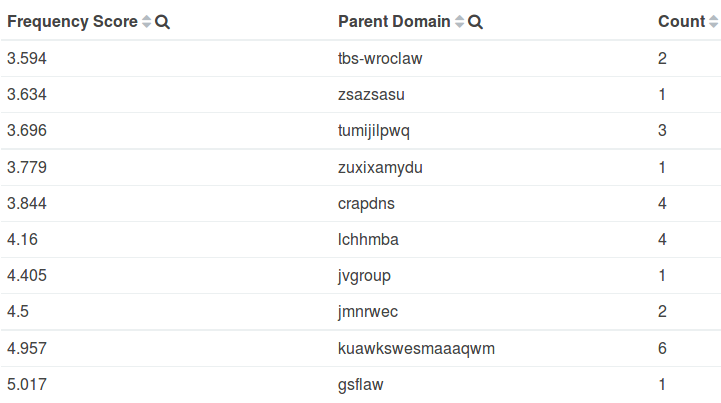 Frequency Score Parent Domain Count
3.594 tbs-wroclaw 2
3.634 zsazsasu 1
3.696 tumijilpwq 3
3.779 zuxixamydu 1
3.844 crapdns 4
4.16 lchhmba 4
4.405 jvgroup 1
4.5 jmnrwec 2
4.957 kuawkswesmaaaqwm 6
5.017 gsflaw 1